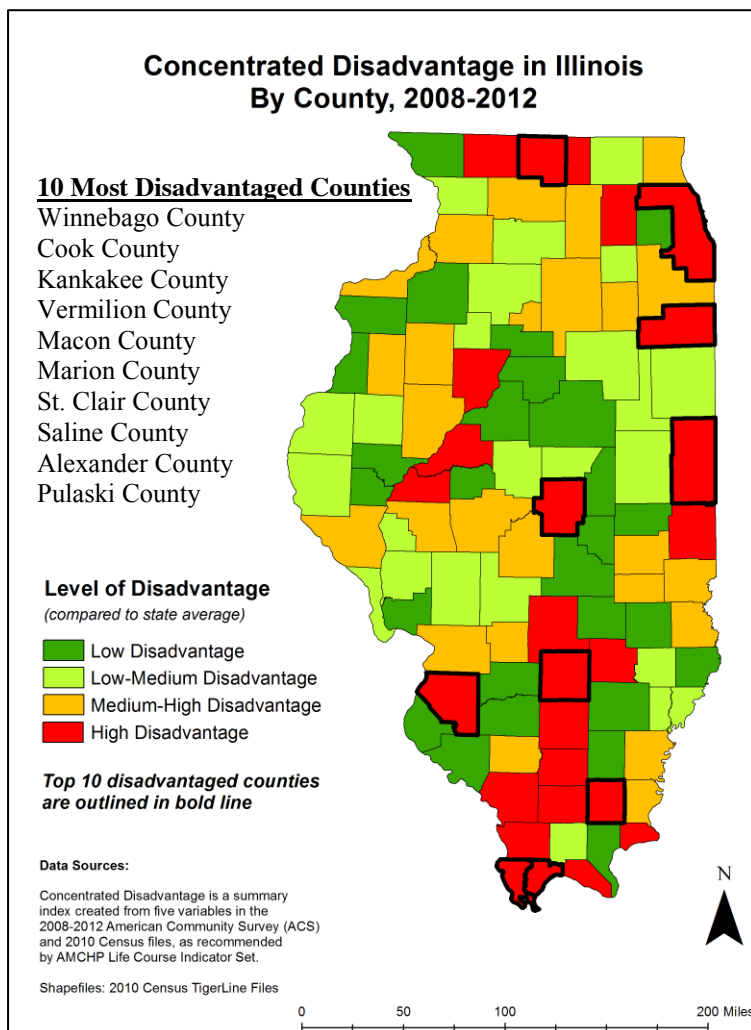 Concentrated Disadvantage in Illinois
By County, 2008-2012
10 Most Disadvantaged Counties
Winnebago County
Cook County
Kankakee County
Vermilion County
Macon County
Marion County
St. Clair County
Saline County
Alexander County
Pulaski County
Level of Disadvantage
(compared to state average)
Low Disadvantage
Low-Medium Disadvantage
Medium-High Disadvantage
High Disadvantage
Top 10 disadvantaged counties
are outlined in bold line
Data Sources:
Concentrated Disadvantage is a summary
index created from five variables in the
2008-2012 American Community Survey (ACS)
and 2010 Census files, as recommended
by AMCHP Life Course Indicator Set.
Shapefiles: 2010 Census TigerLine Files
N
0 50 100 200 Miles